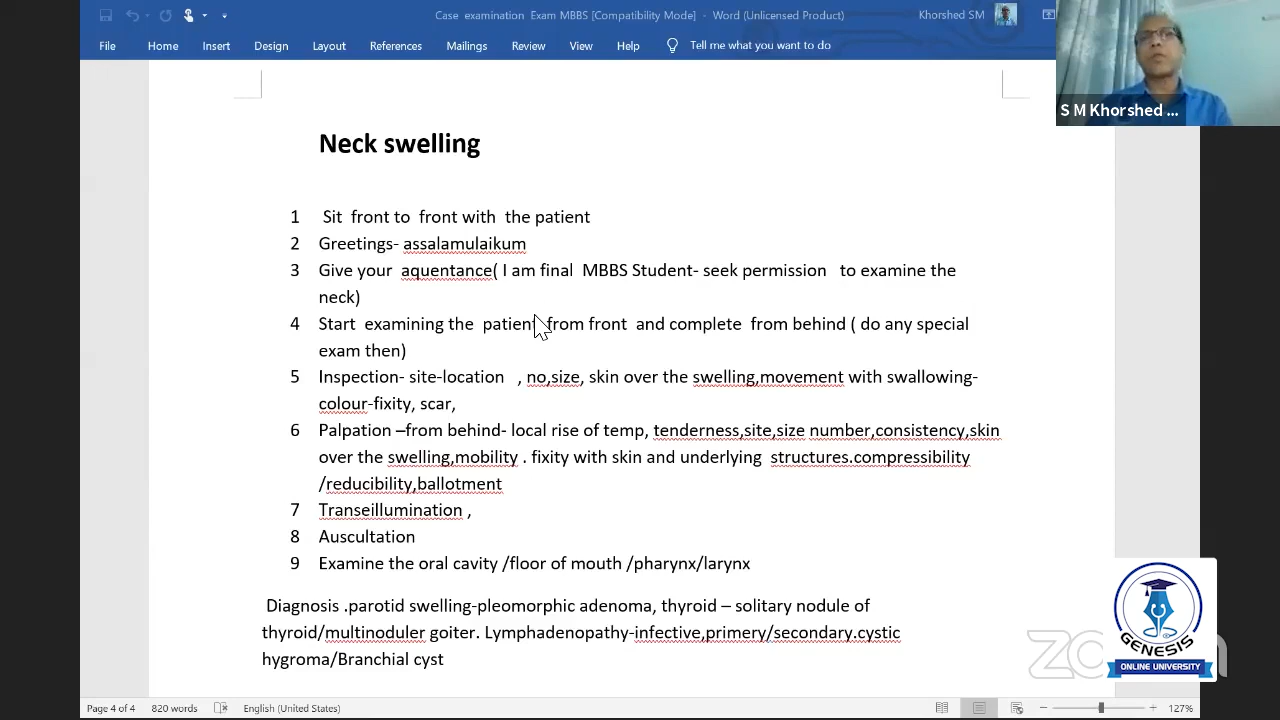 Case examination Exam MBBS [Compatibility Mode] - Word (Unlicensed Product)
Khorshed SM
File Home Insert Design Layout References Mailings Review View Help Tell me what you want to do
S M Khorshed ...
Neck swelling
1 Sit front to front with the patient
2 Greetings- assalamulaikum
3 Give your aquentance( I am final MBBS Student- seek permission to examine the
neck)
4 Start examining the patient from front and complete from behind ( do any special
exam then)
5 Inspection- site-location , no,size, skin over the swelling,movement with swallowing-
colour-fixity, scar,
6 Palpation –from behind- local rise of temp, tenderness,site,size number,consistency,skin
over the swelling,mobility . fixity with skin and underlying structures.compressibility
/reducibility,ballotment
7 Transeillumination ,
8 Auscultation
9 Examine the oral cavity /floor of mouth /pharynx/larynx
Diagnosis .parotid swelling-pleomorphic adenoma, thyroid – solitary nodule of
thyroid/multinoduler goiter. Lymphadenopathy-infective,primery/secondary.cystic
hygroma/Branchial cyst
GENESIS
ONLINE UNIVERSITY
Page 4 of 4 820 words English (United States) 127%